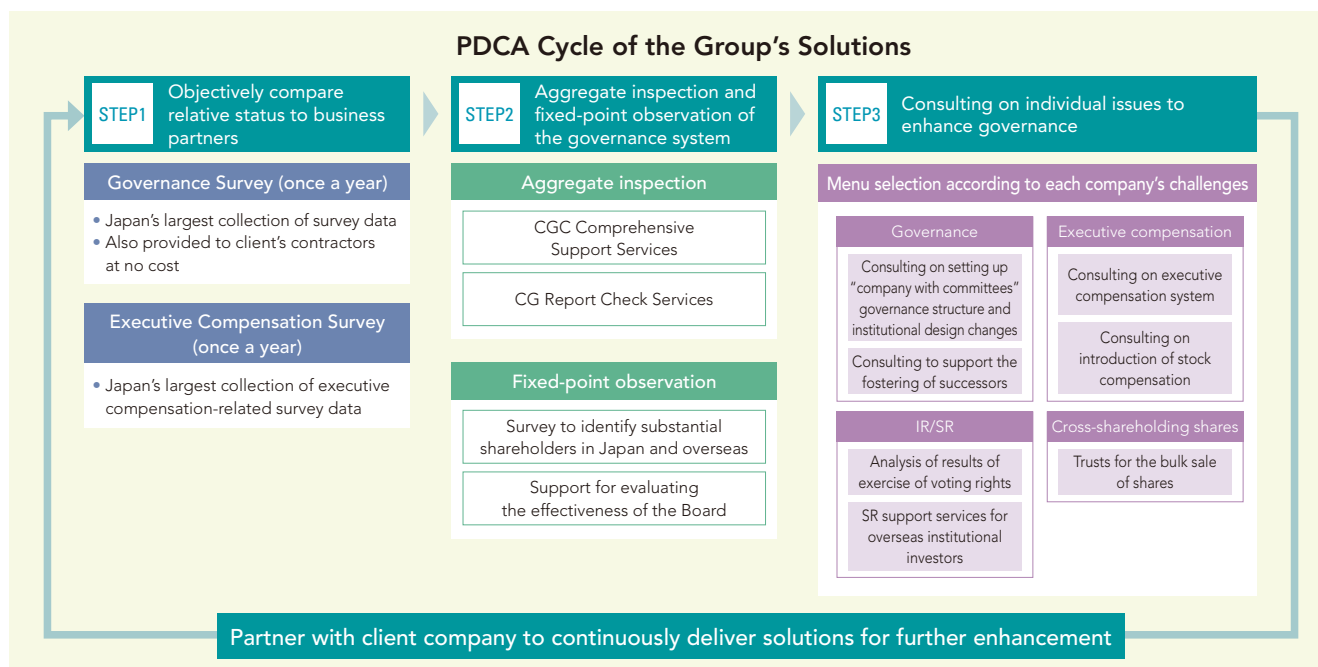 PDCA Cycle of the Group's Solutions
STEP1
Objectively compare
relative status to business
partners
Governance Survey (once a year)
• Japan's largest collection of survey data
• Also provided to client's contractors
at no cost
Executive Compensation Survey
(once a year)
• Japan's largest collection of executive
compensation-related survey data
STEP2
Aggregate inspection and
fixed-point observation of
the governance system
Aggregate inspection
CGC Comprehensive
Support Services
CG Report Check Services
Fixed-point observation
Survey to identify substantial
shareholders in Japan and overseas
Support for evaluating
the effectiveness of the Board
STEP3
Consulting on individual issues to
enhance governance
Menu selection according to each company's challenges
Governance
Consulting on setting up
"company with committees"
governance structure and
institutional design changes
Consulting to support the
fostering of successors
Executive compensation
Consulting on executive
compensation system
Consulting on
introduction of stock
compensation
IR/SR
Analysis of results of
exercise of voting rights
SR support services for
overseas institutional
investors
Cross-shareholding shares
Trusts for the bulk sale
of shares
Partner with client company to continuously deliver solutions for further enhancement